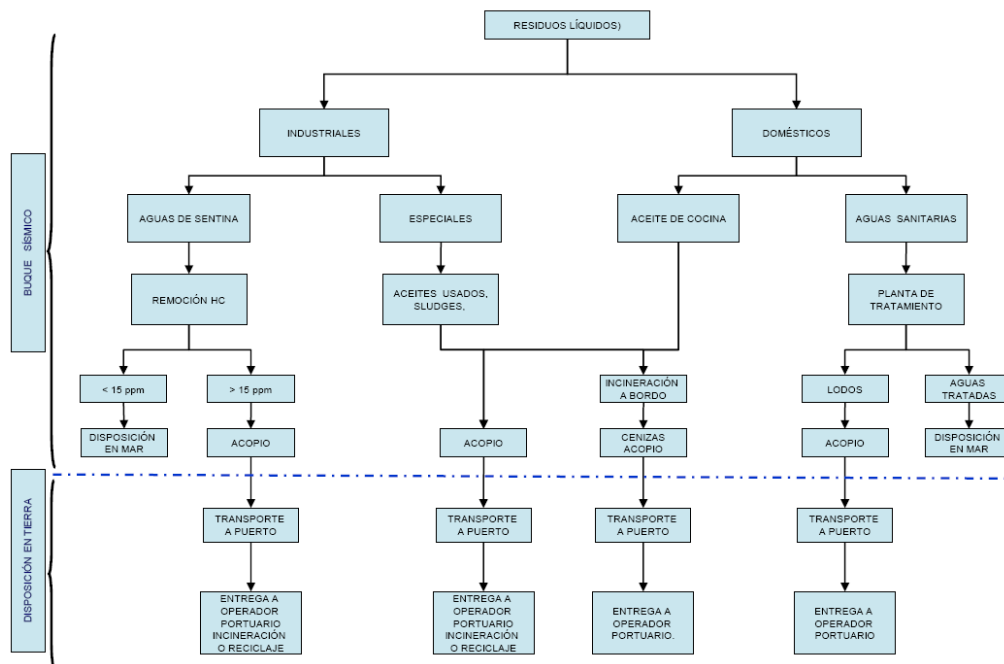 RESIDUOS LÍQUIDOS)
INDUSTRIALES
DOMÉSTICOS
AGUAS DE SENTINA
ESPECIALES
ACEITE DE COCINA
AGUAS SANITARIAS
BUQUE SÍSMICO
REMOCIÓN HC
ACEITES USADOS,
SLUDGES,
PLANTA DE
TRATAMIENTO
< 15 ppm
> 15 ppm
INCINERACIÓN
A BORDO
LODOS
AGUAS
TRATADAS
DISPOSICIÓN
EN MAR
ACOPIO
ACOPIO
CENIZAS
ACOPIO
ACOPIO
DISPOSICIÓN
EN MAR
DISPOSICIÓN EN TIERRA
TRANSPORTE
A PUERTO
TRANSPORTE
A PUERTO
TRANSPORTE
A PUERTO
TRANSPORTE
A PUERTO
ENTREGA A
OPERADOR
PORTUARIO
INCINERACIÓN
O RECICLAJE
ENTREGA A
OPERADOR
PORTUARIO
INCINERACIÓN
O RECICLAJE
ENTREGA A
OPERADOR
PORTUARIO.
ENTREGA A
OPERADOR
PORTUARIO